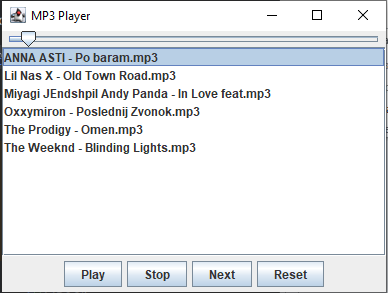 MP3 Player
ANNA ASTI - Po baram.mp3
Lil Nas X - Old Town Road.mp3
Miyagi JEndshpil Andy Panda - In Love feat.mp3
Oxxymiron - Poslednij Zvonok.mp3
The Prodigy - Omen.mp3
The Weeknd - Blinding Lights.mp3
Play Stop Next Reset